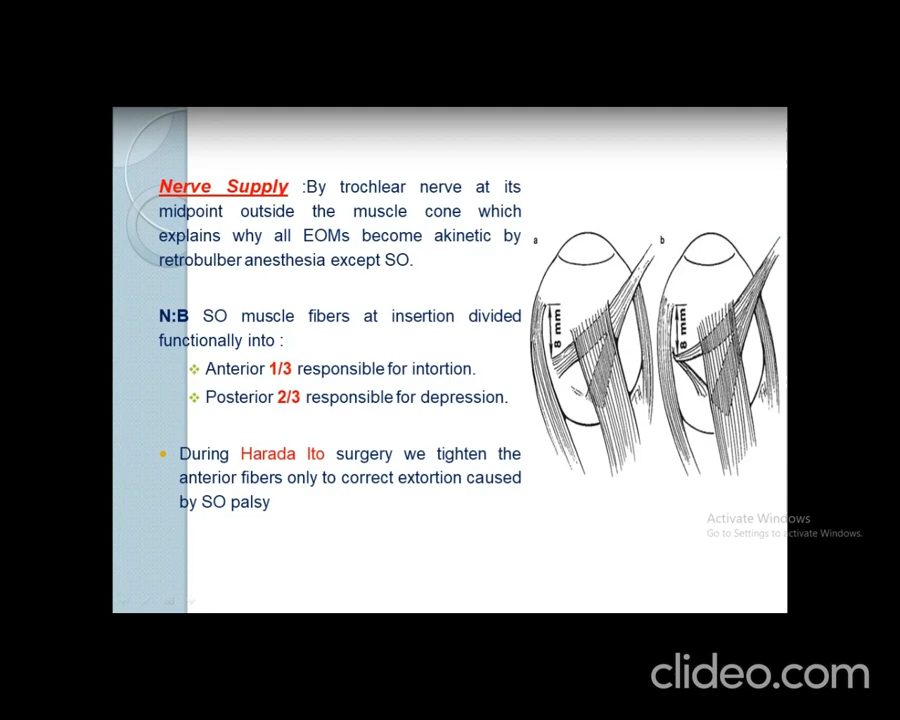 Nerve Supply :By trochlear nerve at its
midpoint outside the muscle cone which
explains why all EOMs become akinetic by
retrobulber anesthesia except SO.
N:B SO muscle fibers at insertion divided
functionally into :
Anterior 1/3 responsible for intortion.
Posterior 2/3 responsible for depression.
During Harada Ito surgery we tighten the
anterior fibers only to correct extortion caused
by SO palsy
a
b
8 mm
8 mm
Activate Windows
Go to Settings to activate Windows.
clideo.com